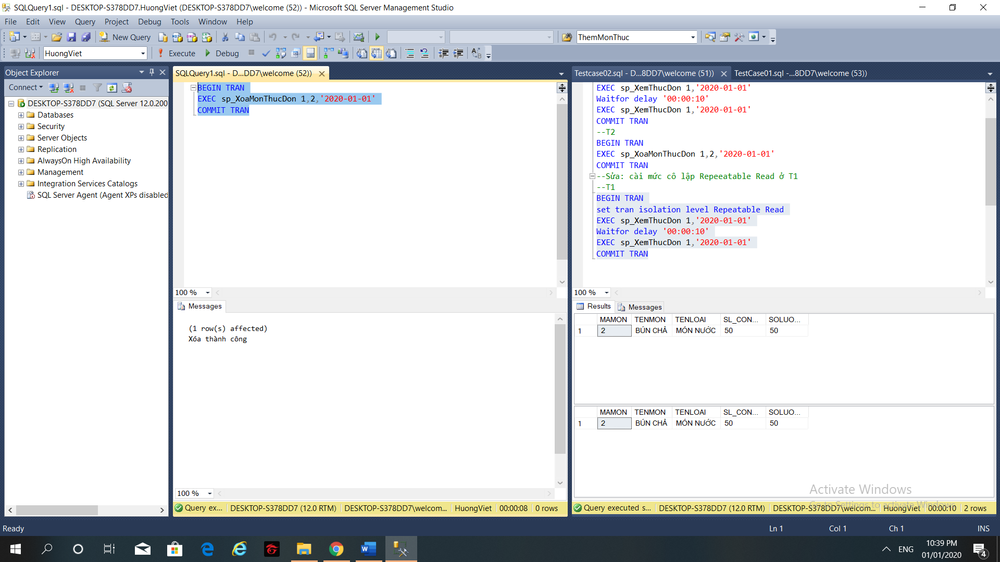 SQLQuery1.sql - DESKTOP-S378DD7.HuongViet (DESKTOP-S378DD7\welcome (52)) - Microsoft SQL Server Management Studio
File Edit View Query Project Debug Tools Window Help
New Query ThemMonThuc
HuongViet Execute Debug
Object Explorer
Connect
DESKTOP-S378DD7 (SQL Server 12.0.200
Databases
Security
Server Objects
Replication
AlwaysOn High Availability
Management
Integration Services Catalogs
SQL Server Agent (Agent XPs disabled
SQLQuery1.sql - D...DD7\welcome (52))
BEGIN TRAN
EXEC sp_XoaMonThucDon 1,2,'2020-01-01'
COMMIT TRAN
100 %
Messages
(1 row(s) affected)
Xóa thành công
100 %
Query ex... DESKTOP-S378DD7 (12.0 RTM) DESKTOP-S378DD7\welcom... HuongViet 00:00:08 0 rows
Testcase02.sql - D...8DD7\welcome (51)) TestCase01.sql -...8DD7\welcome (53))
EXEC sp_XemThucDon 1,'2020-01-01'
Waitfor delay '00:00:10'
EXEC sp_XemThucDon 1,'2020-01-01'
COMMIT TRAN
--T2
BEGIN TRAN
EXEC sp_XoaMonThucDon 1,2,'2020-01-01'
COMMIT TRAN
--Sửa: cài mức cô lập Repeeatable Read ở T1
--T1
BEGIN TRAN
set tran isolation level Repeatable Read
EXEC sp_XemThucDon 1,'2020-01-01'
Waitfor delay '00:00:10'
EXEC sp_XemThucDon 1,'2020-01-01'
COMMIT TRAN
100 %
Results Messages
MAMON TENMON TENLOAI SL_CON... SOLUO...
1 2 BÚN CHẢ MÓN NƯỚC 50 50
MAMON TENMON TENLOAI SL_CON... SOLUO...
1 2 BÚN CHẢ MÓN NƯỚC 50 50
Activate Windows
Go to Settings to activate Windows.
Query executed s... DESKTOP-S378DD7 (12.0 RTM) DESKTOP-S378DD7\welcom... HuongViet 00:00:10 2 rows
Ready Ln 1 Col 1 Ch 1 INS
ENG 10:39 PM
01/01/2020
4